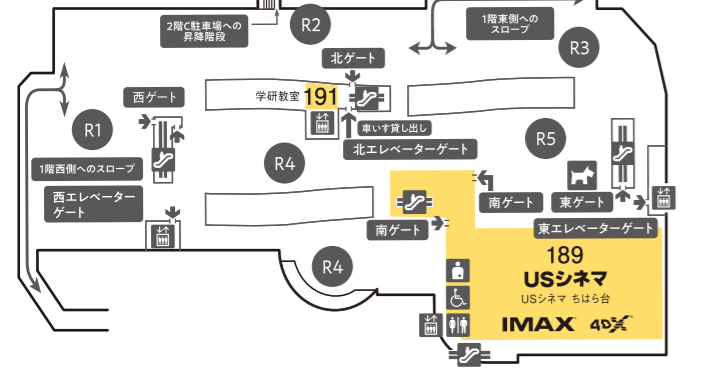 2階C駐車場への
昇降階段
R2
1階東側への
スロープ
R3
北ゲート
西ゲート
学研教室 191
R1
車いす貸し出し
北エレベーターゲート
R5
1階西側へのスロープ
R4
西エレベーター
ゲート
南ゲート
東ゲート
南ゲート
東エレベーターゲート
R4
189
USシネマ
USシネマ ちはら台
IMAX 4DX